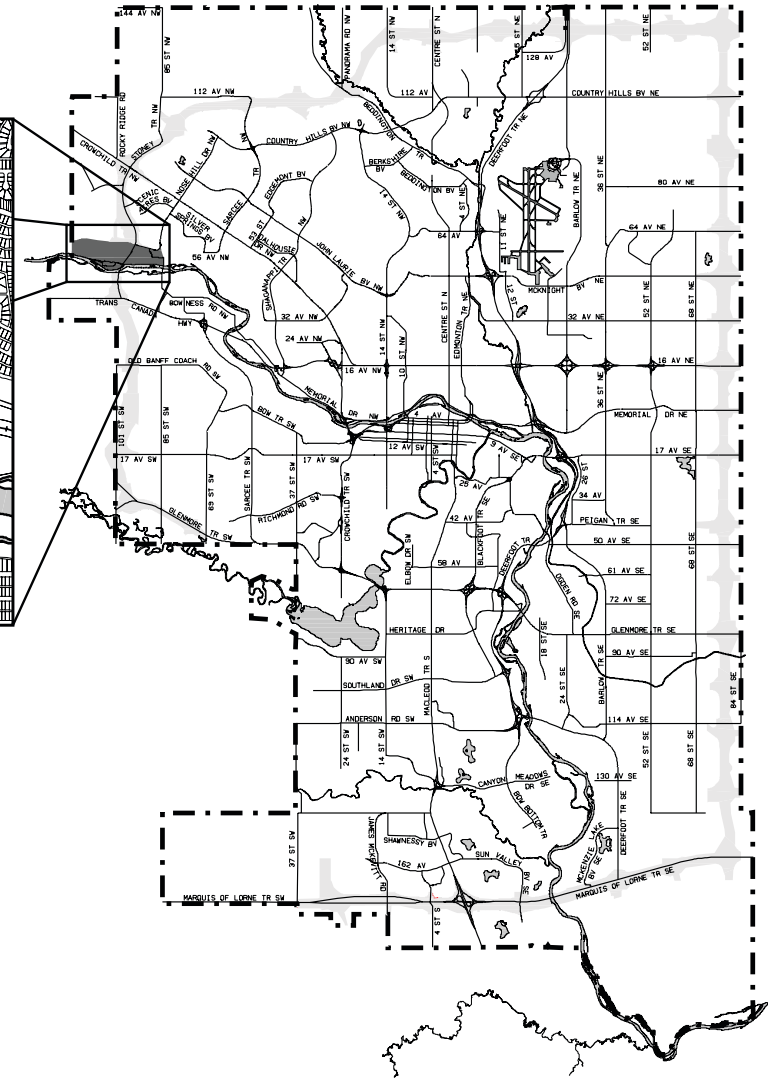 144 AV NW
85 ST NW
PANORAMA RD NW
14 ST NW
CENTRE ST N
15 ST NE
128 AV
52 ST NE
112 AV NW
112 AV
COUNTRY HILLS BV NE
ROCKY RIDGE RD
STONEY
TR NW
CROWCHILD TR NW
NOSE HILL DR NW
COUNTRY HILLS BV NW
BEDDINGTON
TR
BERKSHIRE
BV
BEDDINGTON BV
DEERFOOT TR NE
SARCEE
TR
NW
EDGEMONT BV
14 ST NW
4 ST NW
BARLOW TR NE
36 ST NE
80 AV NE
SCENIC
ACRES BV
SILVER
SPRINGS BV
53 ST
DALHOUSIE
DR NW
NW
JOHN LAURIE BV NW
64 AV
11 ST NE
64 AV NE
56 AV NW
SHAGANAPPI TR
MCKNIGHT
BV NE
12 ST
52 ST NE
68 ST NE
TRANS
CANADA
HWY
BOWNESS RD NW
32 AV NW
24 AV NW
14 ST NW
10 ST NW
CENTRE ST N
EDMONTON TR NE
32 AV NE
OLD BANFF COACH
RD SW
16 AV NW
16 AV NE
36 ST NE
MEMORIAL
DR NW
4 AV
MEMORIAL DR NE
101 ST SW
85 ST SW
BOW TR SW
12 AV SW
9 AV SE
17 AV SW
17 AV SW
4 ST SW
17 AV SE
69 ST SW
SARCEE TR SW
37 ST SW
CROWCHILD TR SW
25 AV
26 ST
34 AV
GLENMORE
TR SW
RICHMOND RD SW
42 AV
BLACKFOOT TR SE
DEERFOOT TR
PEIGAN TR SE
50 AV SE
ELBOW DR SW
58 AV
OGDEN RD SE
61 AV SE
68 ST SE
72 AV SE
HERITAGE DR
18 ST SE
GLENMORE TR SE
90 AV SW
90 AV SE
SOUTHLAND DR SW
MACLEOD TR S
24 ST SE
BARLOW TR SE
84 ST SE
ANDERSON RD SW
114 AV SE
24 ST SW
14 ST SW
52 ST SE
68 ST SE
CANYON MEADOWS
DR SE
130 AV SE
BOW BOTTOM TR
37 ST SW
JAMES MCKEVITT
RD
SHAWNESSY BV
162 AV
SUN VALLEY
BV SE
MCKENZIE LAKE
BV SE
DEERFOOT TR SE
MARQUIS OF LORNE TR SW
4 ST S
MARQUIS OF LORNE TR SE